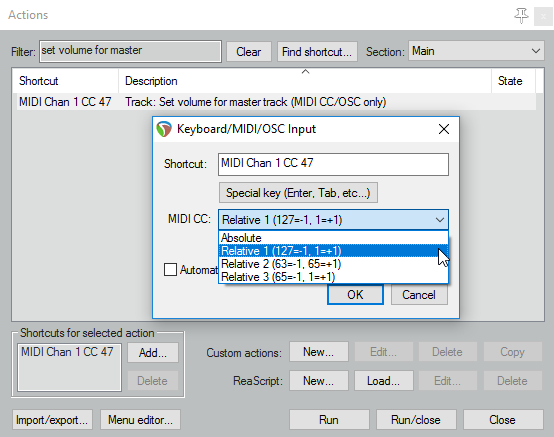 Actions
Filter: set volume for master Clear Find shortcut... Section: Main
Shortcut Description State
MIDI Chan 1 CC 47 Track: Set volume for master track (MIDI CC/OSC only)
Keyboard/MIDI/OSC Input
Shortcut: MIDI Chan 1 CC 47
Special key (Enter, Tab, etc...)
MIDI CC: Relative 1 (127=-1, 1=+1)
Absolute
Relative 1 (127=-1, 1=+1)
Relative 2 (63=-1, 65=+1)
Relative 3 (65=-1, 1=+1)
Automat
OK Cancel
Shortcuts for selected action
MIDI Chan 1 CC 47 Add... Custom actions: New... Edit... Delete Copy
Delete ReaScript: New... Load... Edit... Delete
Import/export... Menu editor... Run Run/close Close